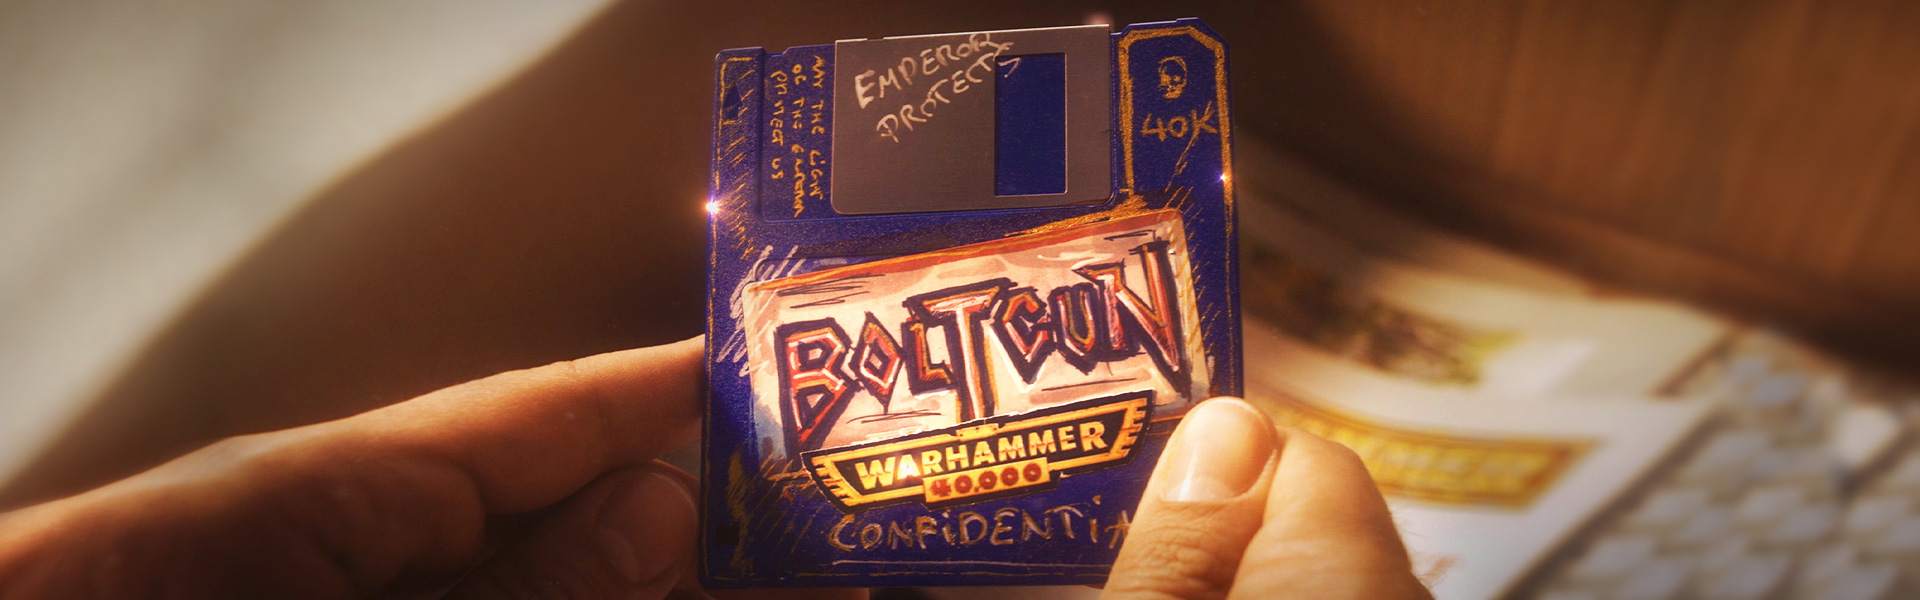 EMPEROR
PROTECTS
MAY THE LIGHT
OF THE
PROTECT US
40K
BOLTGUN
WARHAMMER
40,000
CONFIDENTIA